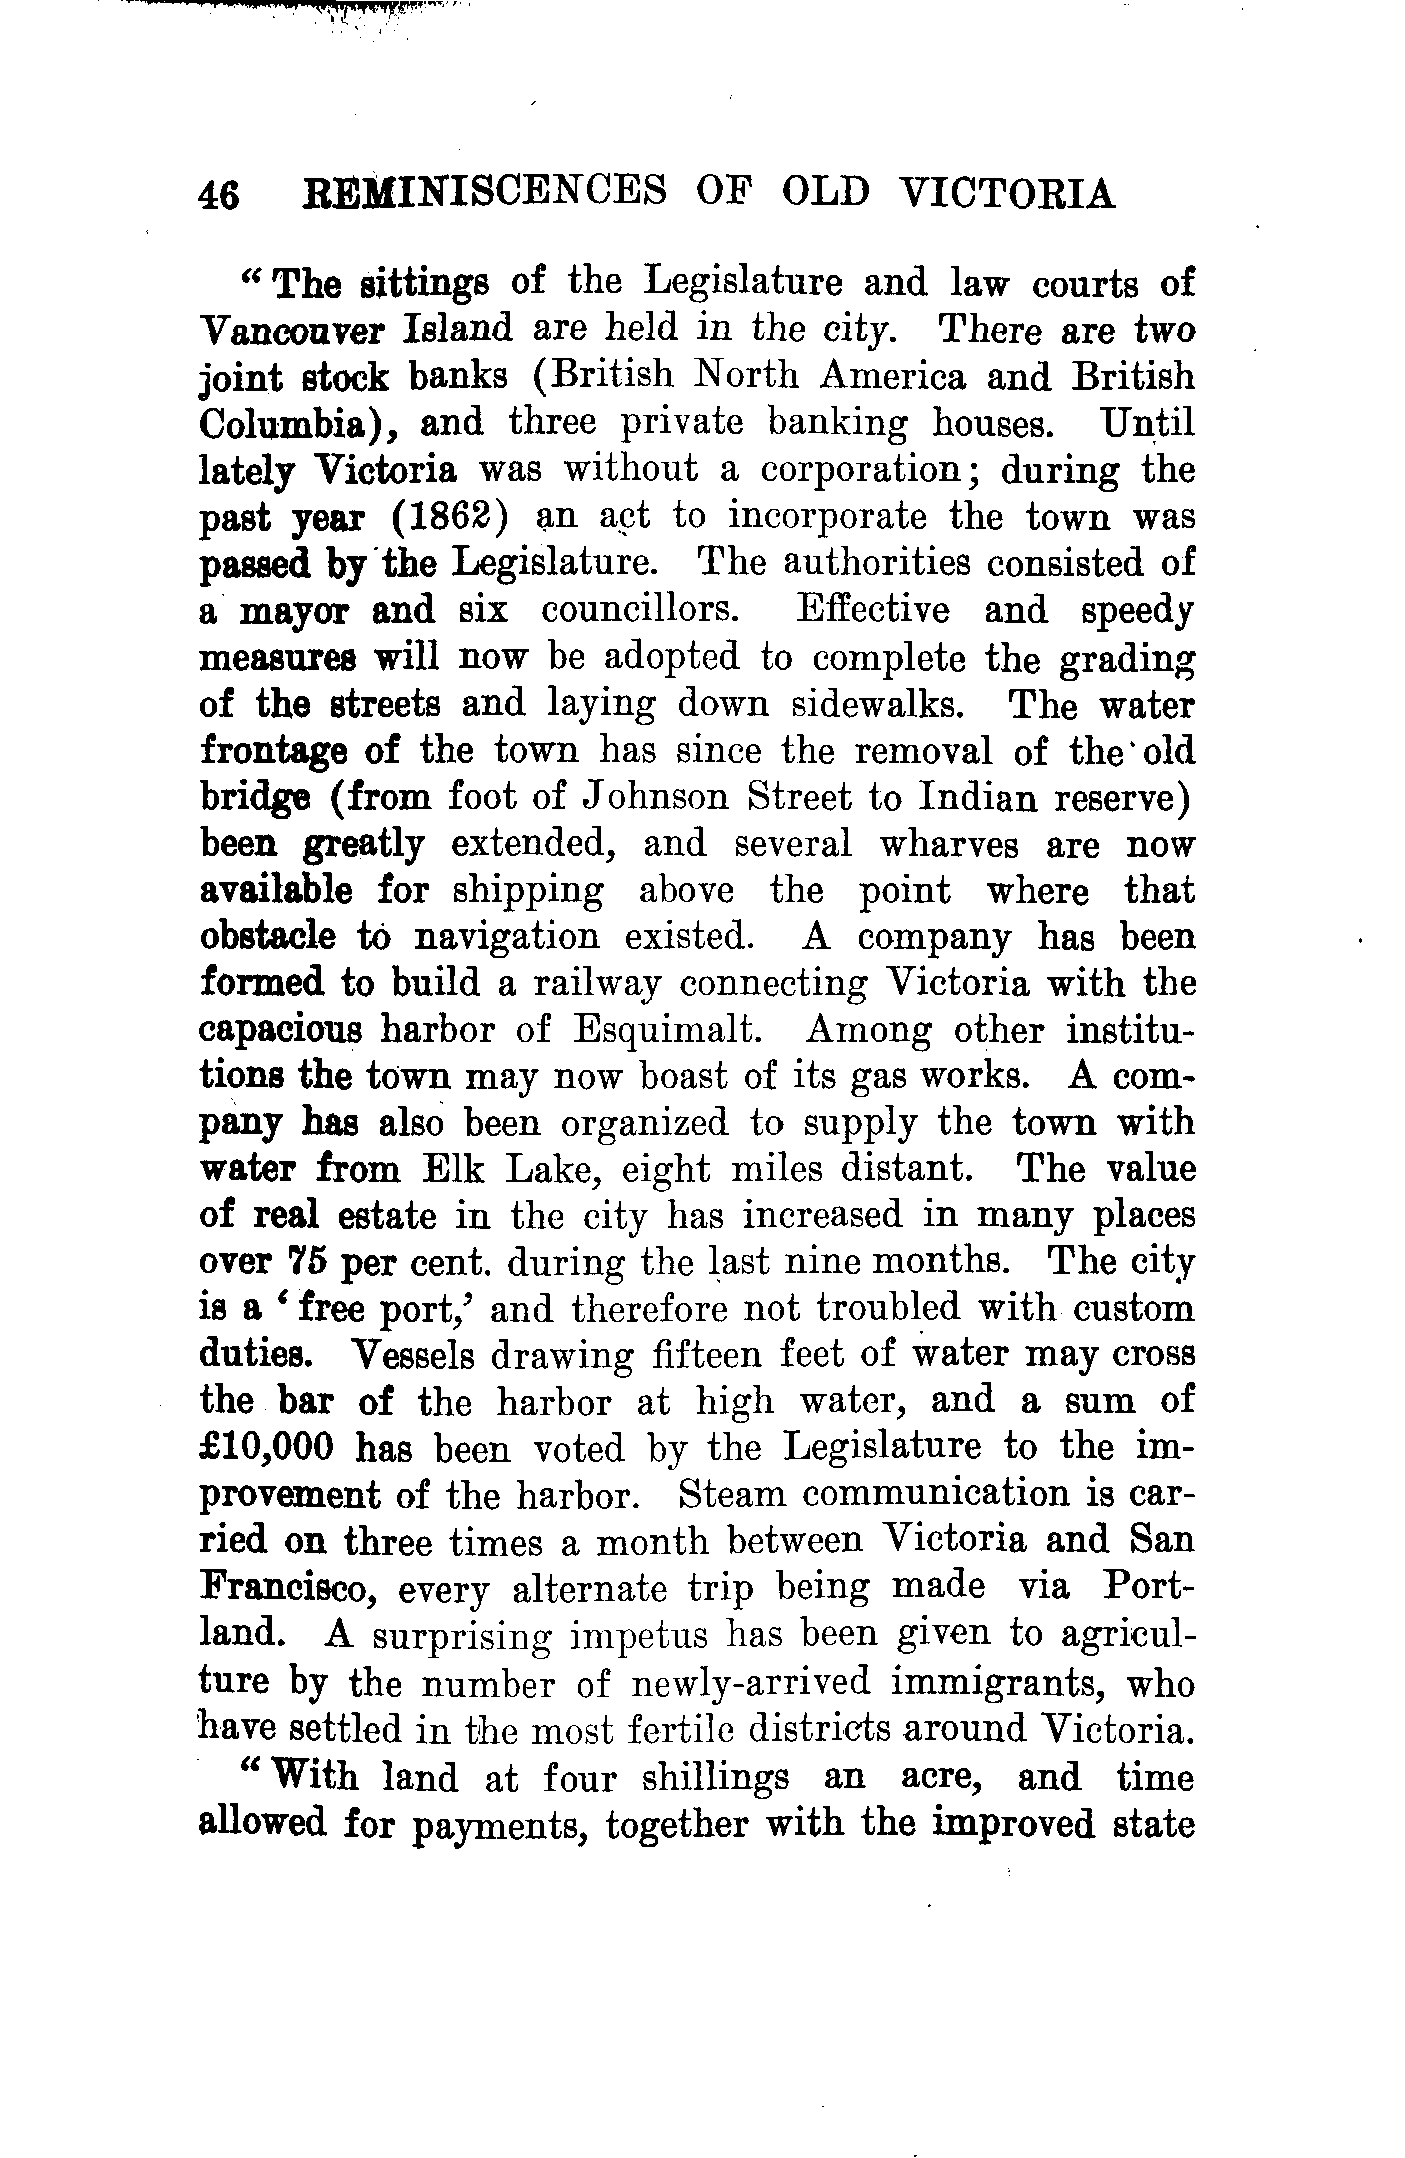 46 REMINISCENCES OF OLD VICTORIA
“The sittings of the Legislature and law courts of
Vancouver Island are held in the city. There are two
joint stock banks (British North America and British
Columbia), and three private banking houses. Until
lately Victoria was without a corporation; during the
past year (1862) an act to incorporate the town was
passed by the Legislature. The authorities consisted of
a mayor and six councillors. Effective and speedy
measures will now be adopted to complete the grading
of the streets and laying down sidewalks. The water
frontage of the town has since the removal of the old
bridge (from foot of Johnson Street to Indian reserve)
been greatly extended, and several wharves are now
available for shipping above the point where that
obstacle to navigation existed. A company has been
formed to build a railway connecting Victoria with the
capacious harbor of Esquimalt. Among other institu-
tions the town may now boast of its gas works. A com-
pany has also been organized to supply the town with
water from Elk Lake, eight miles distant. The value
of real estate in the city has increased in many places
over 75 per cent. during the last nine months. The city
is a ‘free port,’ and therefore not troubled with custom
duties. Vessels drawing fifteen feet of water may cross
the bar of the harbor at high water, and a sum of
£10,000 has been voted by the Legislature to the im-
provement of the harbor. Steam communication is car-
ried on three times a month between Victoria and San
Francisco, every alternate trip being made via Port-
land. A surprising impetus has been given to agricul-
ture by the number of newly-arrived immigrants, who
have settled in the most fertile districts around Victoria.
“With land at four shillings an acre, and time
allowed for payments, together with the improved state